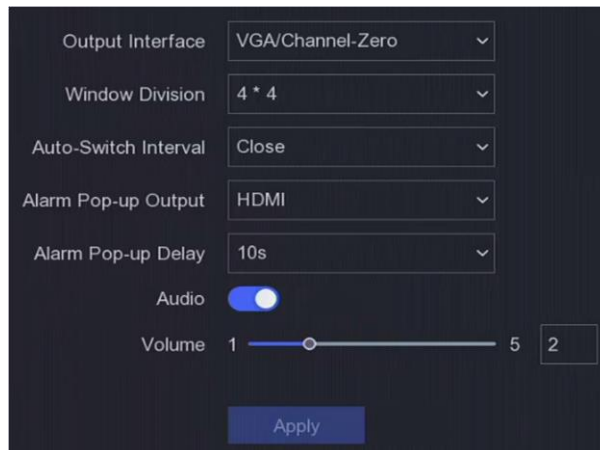 Output Interface VGA/Channel-Zero
Window Division 4 * 4
Auto-Switch Interval Close
Alarm Pop-up Output HDMI
Alarm Pop-up Delay 10s
Audio
Volume 1 5 2
Apply